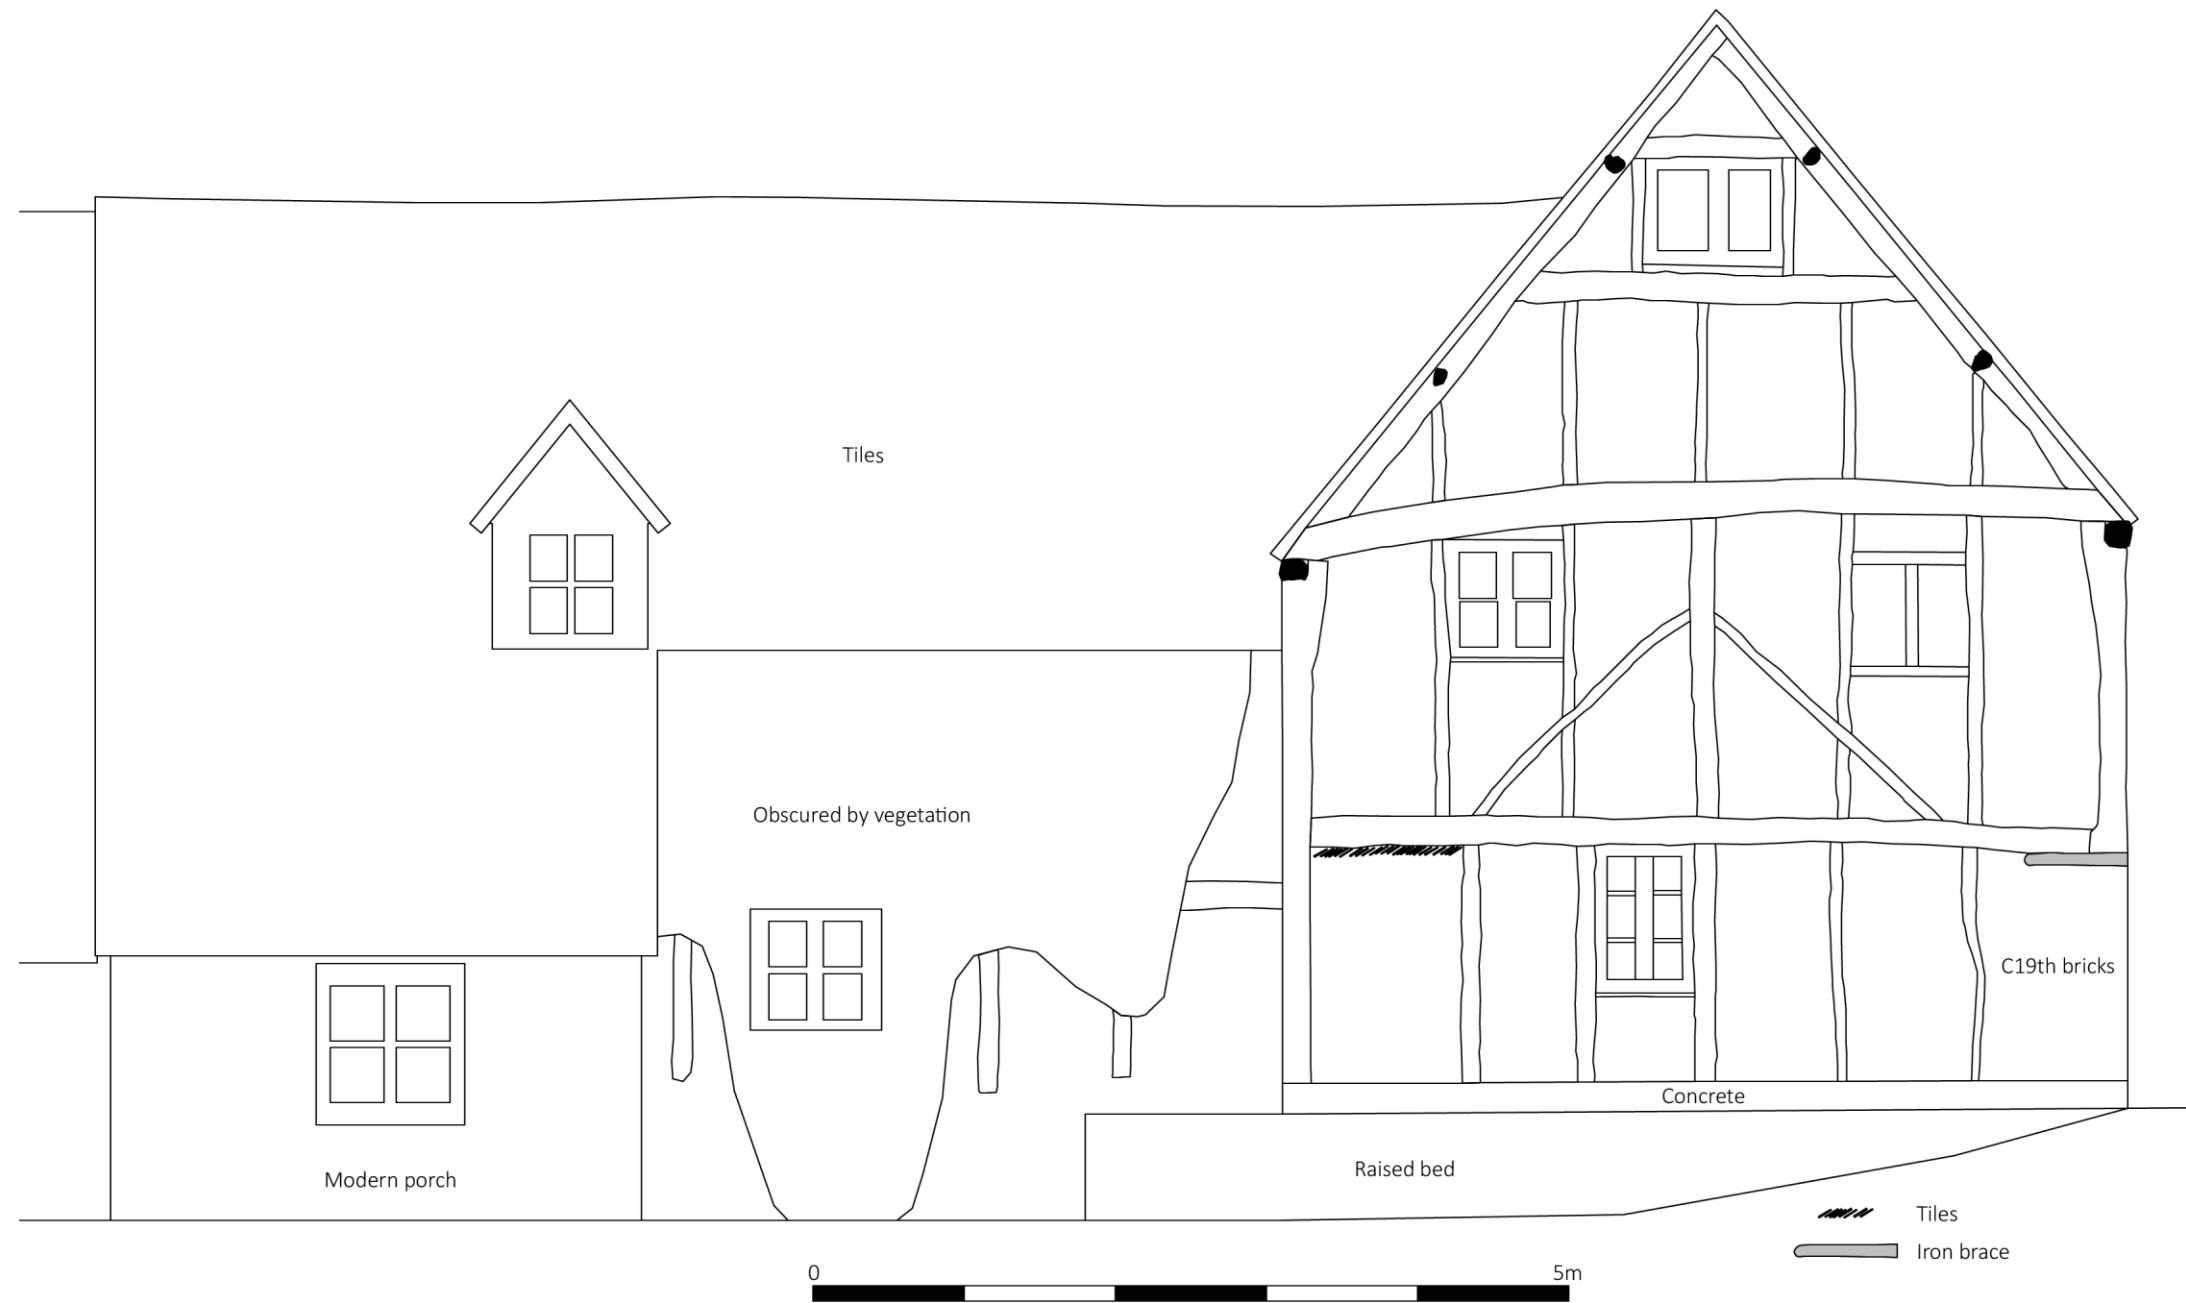 Tiles
Obscured by vegetation
C19th bricks
Concrete
Modern porch
Raised bed
Tiles
Iron brace
0 5m